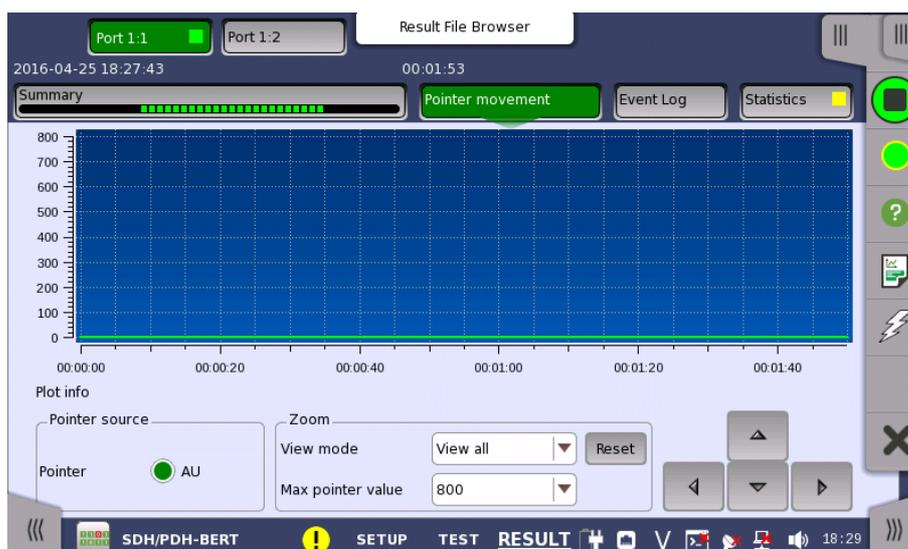 Result File Browser
Port 1:1
Port 1:2
2016-04-25 18:27:43
00:01:53
Summary
Pointer movement
Event Log
Statistics
800
700
600
500
400
300
200
100
0
00:00:00
00:00:20
00:00:40
00:01:00
00:01:20
00:01:40
Plot info
Pointer source
Pointer
AU
Zoom
View mode
View all
Reset
Max pointer value
800
SDH/PDH-BERT
SETUP
TEST
RESULT
18:29